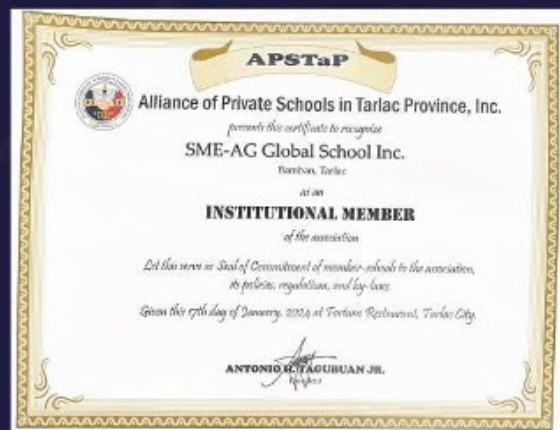 APSTaP
Alliance of Private Schools in Tarlac Province, Inc.
presents this certificate to recognize
SME-AG Global School Inc.
Bamban, Tarlac
as an
INSTITUTIONAL MEMBER
of the association
Let this serve as Seal of Commitment of member-schools to the association,
its policies, regulations, and by-laws.
Given this 17th day of January, 2024 at Fortune Restaurant, Tarlac City.
ANTONIO TAGUBUAN JR.